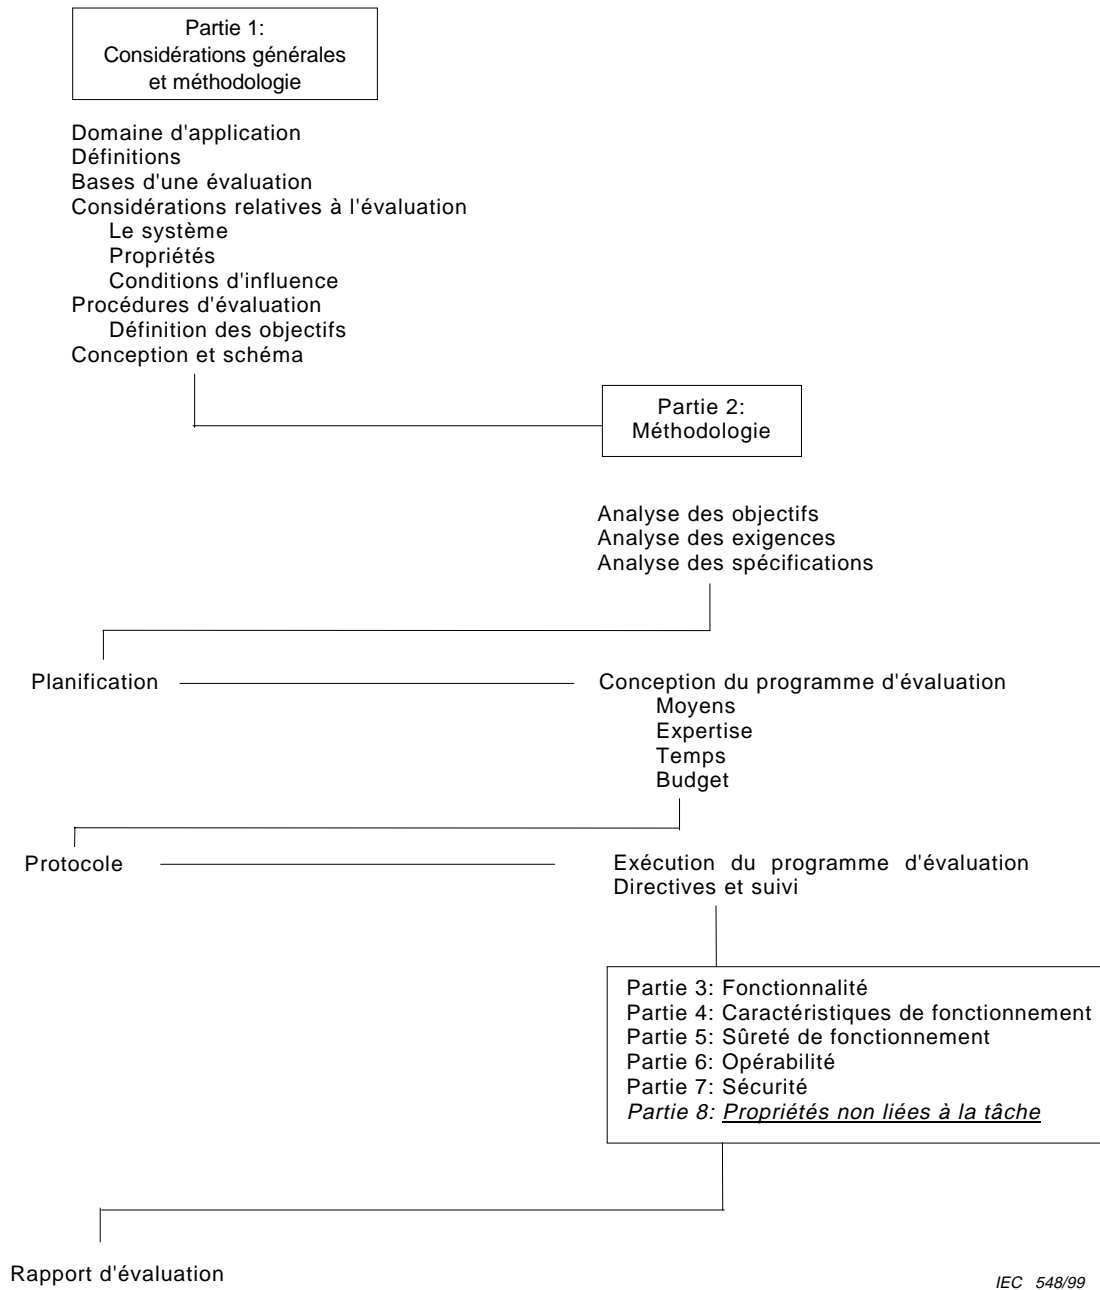 Partie 1:
Considérations générales
et méthodologie
Domaine d'application
Définitions
Bases d'une évaluation
Considérations relatives à l'évaluation
Le système
Propriétés
Conditions d'influence
Procédures d'évaluation
Définition des objectifs
Conception et schéma
Partie 2:
Méthodologie
Analyse des objectifs
Analyse des exigences
Analyse des spécifications
Planification
Conception du programme d'évaluation
Moyens
Expertise
Temps
Budget
Protocole
Exécution du programme d'évaluation
Directives et suivi
Partie 3: Fonctionnalité
Partie 4: Caractéristiques de fonctionnement
Partie 5: Sûreté de fonctionnement
Partie 6: Opérabilité
Partie 7: Sécurité
Partie 8: Propriétés non liées à la tâche
Rapport d'évaluation
IEC 548/99